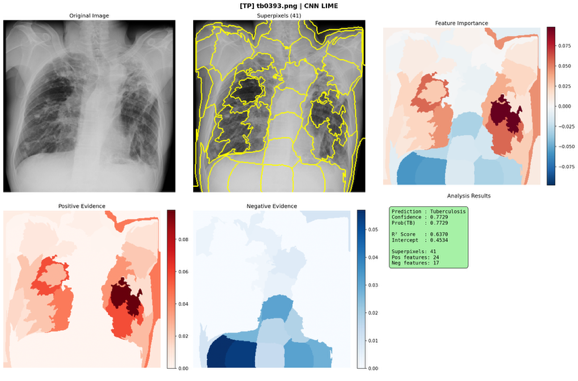 [TP] tb0393.png | CNN LIME
Original Image
Superpixels (41)
Feature Importance
0.075
0.050
0.025
0.000
−0.025
−0.050
−0.075
Positive Evidence
0.08
0.06
0.04
0.02
0.00
Negative Evidence
0.05
0.04
0.03
0.02
0.01
0.00
Analysis Results
Prediction : Tuberculosis
Confidence : 0.7729
Prob(TB) : 0.7729
R² Score : 0.6370
Intercept : 0.4534
Superpixels: 41
Pos features: 24
Neg features: 17